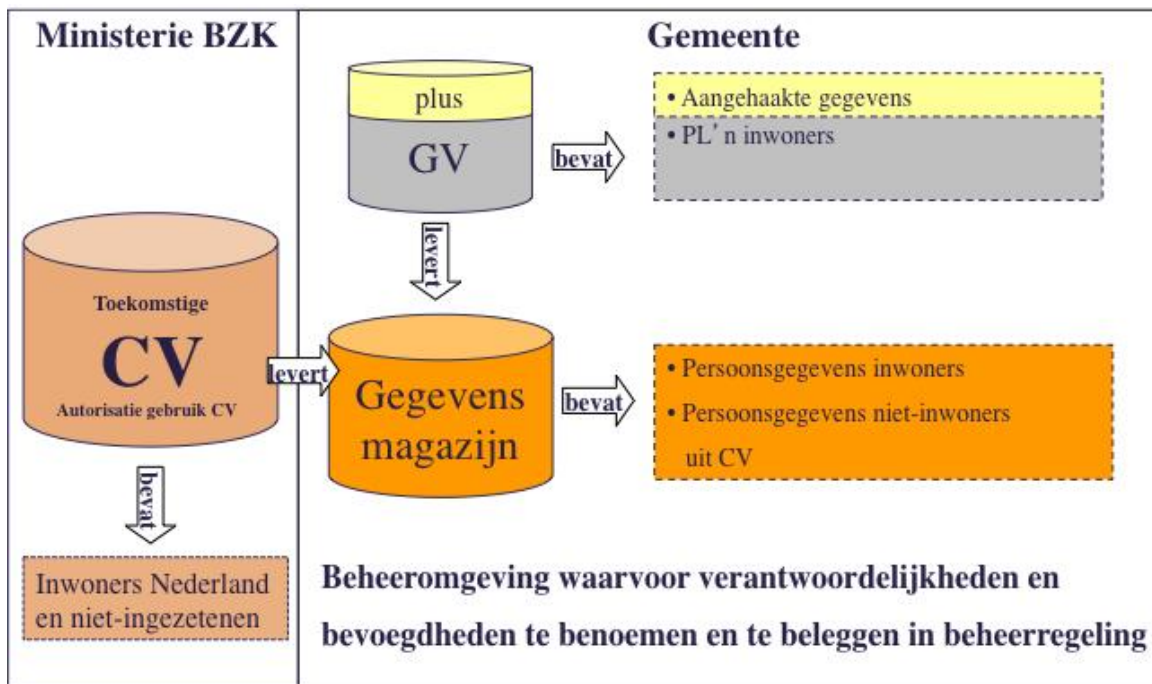 Ministerie BZK
Gemeente
plus
GV
bevat
• Aangehaakte gegevens
• PL'n inwoners
levert
Toekomstige
CV
Autorisatie gebruik CV
levert
Gegevens
magazijn
bevat
• Persoonsgegevens inwoners
• Persoonsgegevens niet-inwoners
uit CV
bevat
Inwoners Nederland
en niet-ingezetenen
Beheeromgeving waarvoor verantwoordelijkheden en
bevoegdheden te benoemen en te beleggen in beheerregeling